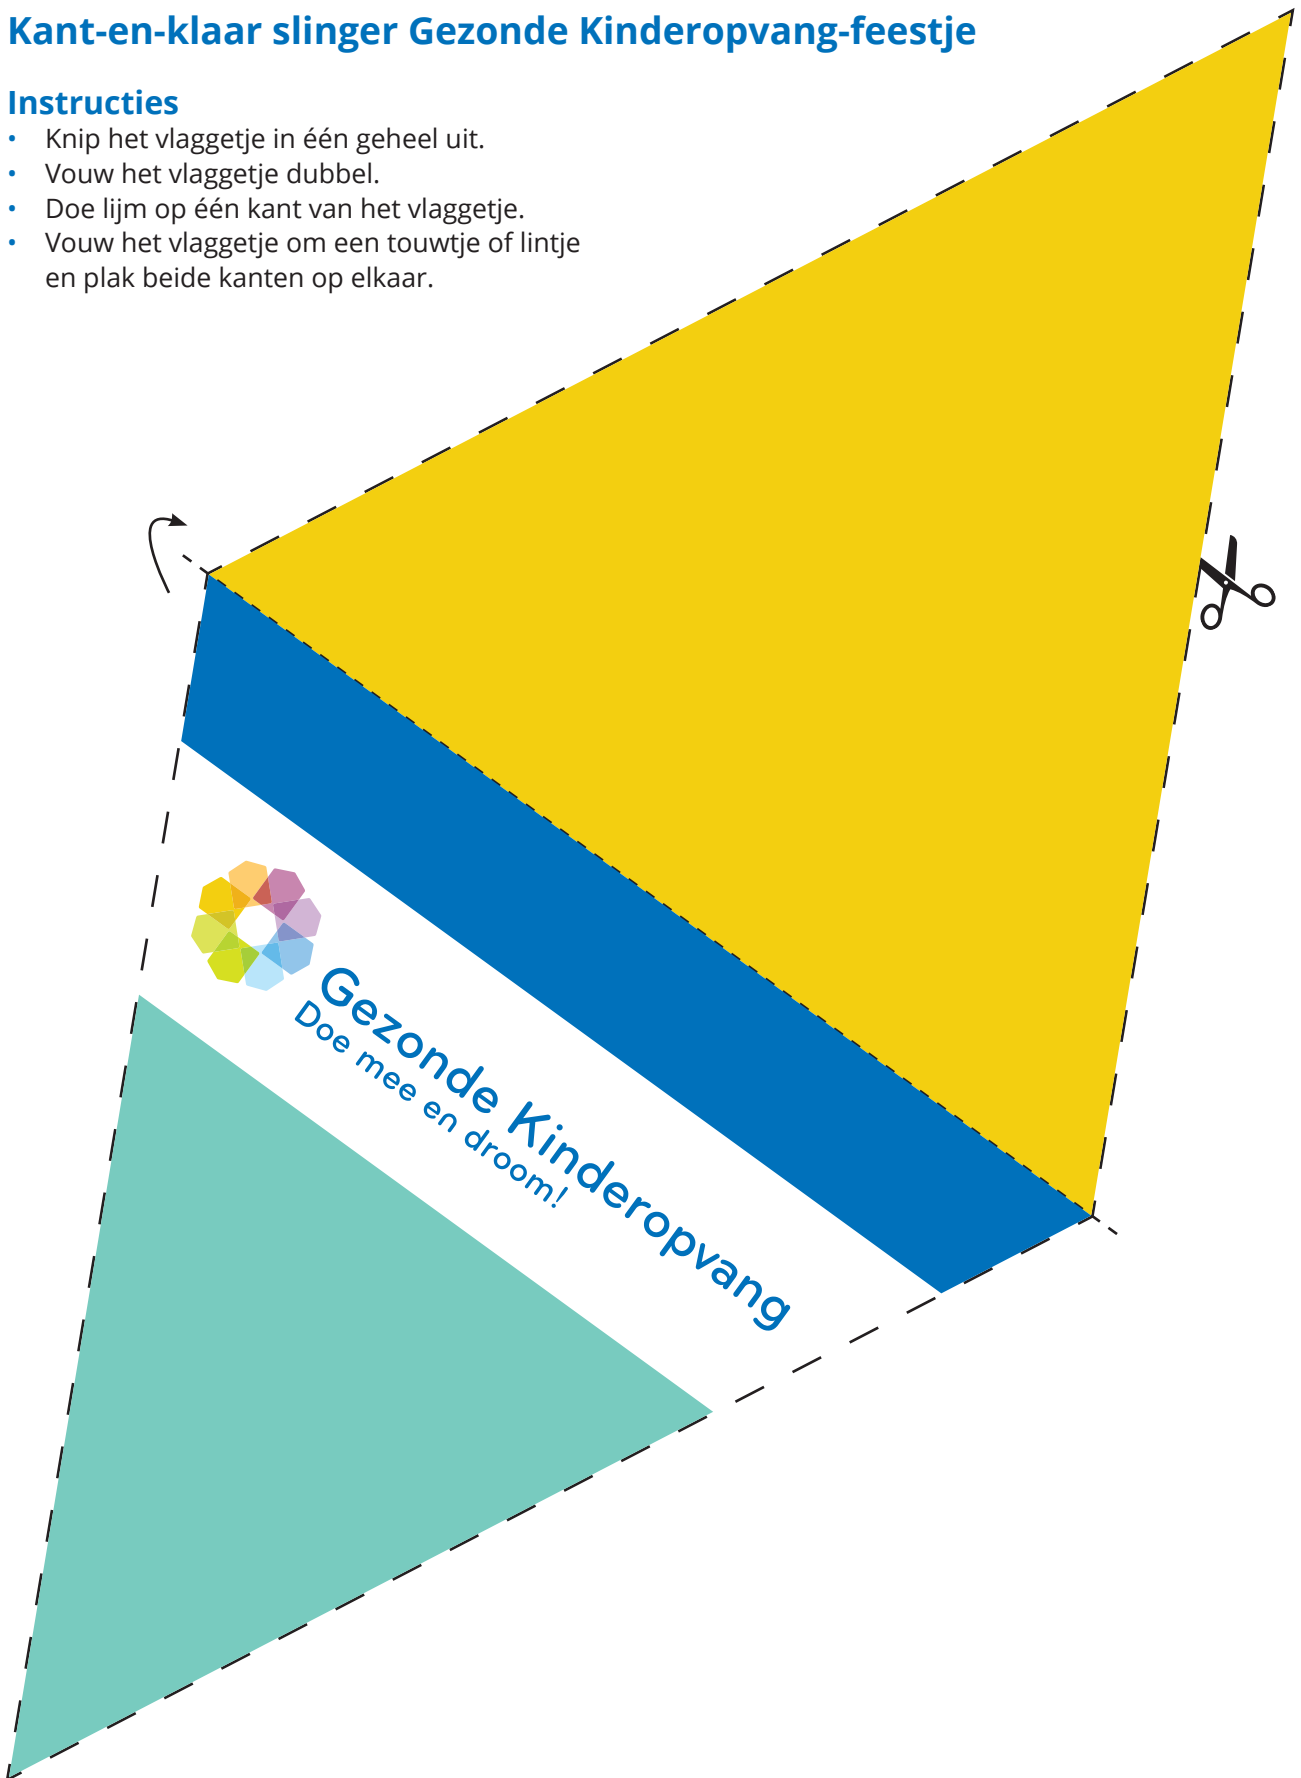 Kant-en-klaar slinger Gezonde Kinderopvang-feestje
Instructies
• Knip het vlaggetje in één geheel uit.
• Vouw het vlaggetje dubbel.
• Doe lijm op één kant van het vlaggetje.
• Vouw het vlaggetje om een touwtje of lintje
en plak beide kanten op elkaar.
Gezonde Kinderopvang
Doe mee en droom!